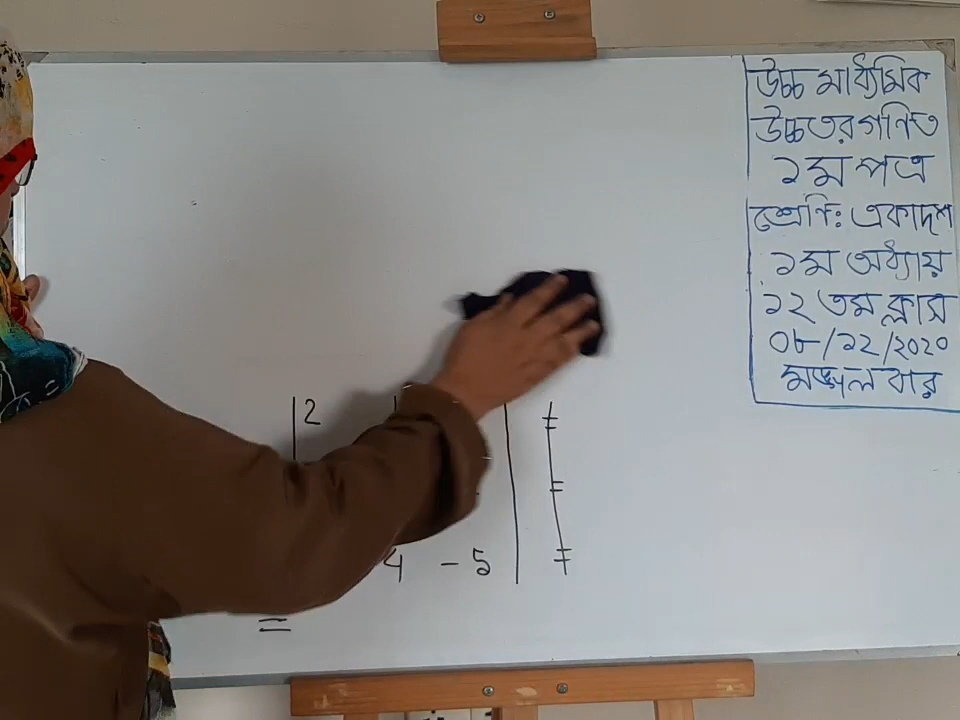 উচ্চ মাধ্যমিক
উচ্চতর গণিত
১ম পত্র
শ্রেণি: একাদশ
১ম অধ্যায়
১২ তম ক্লাস
০৮/১২/২০২০
মঙ্গল বার
2
4 - 5
=